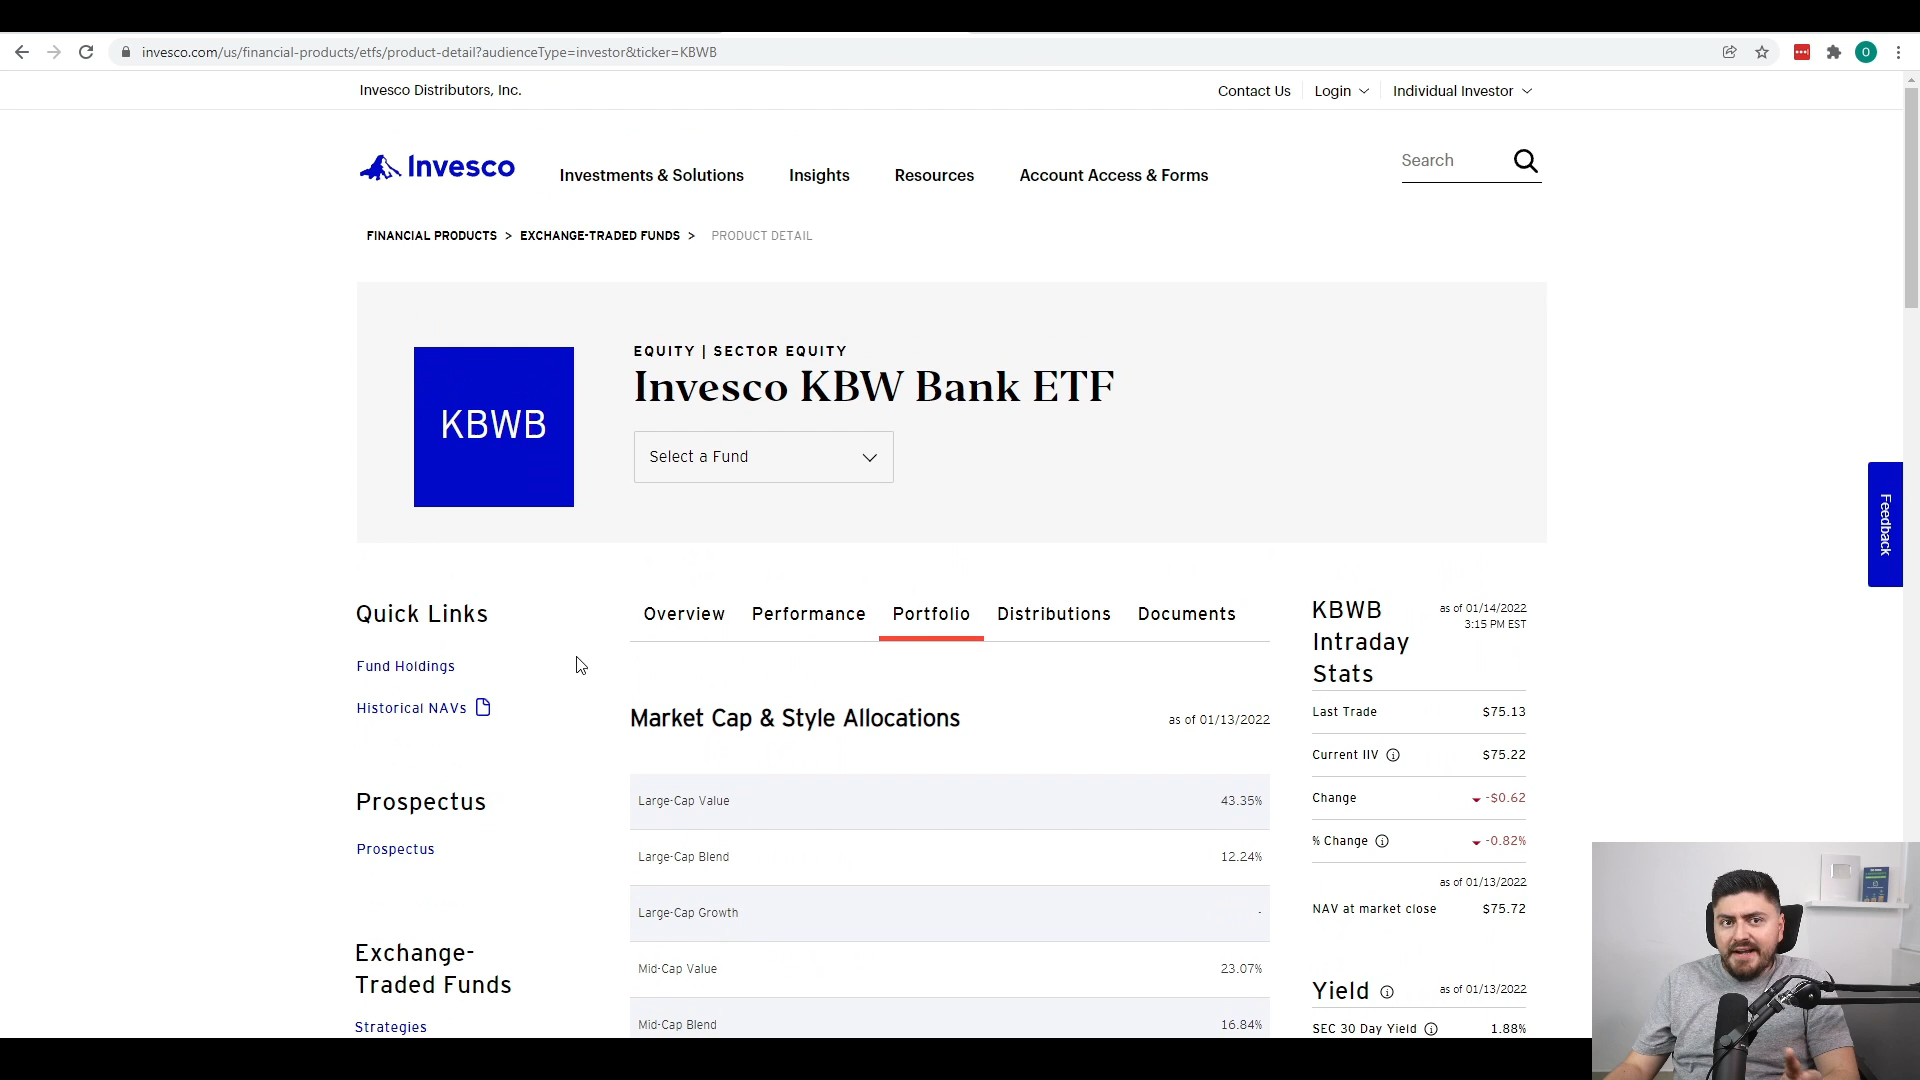 invesco.com/us/financial-products/etfs/product-detail?audienceType=investor&ticker=KBWB
O
Invesco Distributors, Inc.
Contact Us
Login
Individual Investor
Invesco
Investments & Solutions
Insights
Resources
Account Access & Forms
Search
FINANCIAL PRODUCTS > EXCHANGE-TRADED FUNDS > PRODUCT DETAIL
KBWB
EQUITY | SECTOR EQUITY
Invesco KBW Bank ETF
Select a Fund
Feedback
Quick Links
Fund Holdings
Historical NAVs
Prospectus
Prospectus
Exchange-
Traded Funds
Strategies
Overview
Performance
Portfolio
Distributions
Documents
Market Cap & Style Allocations
as of 01/13/2022
Large-Cap Value 43.35%
Large-Cap Blend 12.24%
Large-Cap Growth -
Mid-Cap Value 23.07%
Mid-Cap Blend 16.84%
KBWB
Intraday
Stats
as of 01/14/2022
3:15 PM EST
Last Trade $75.13
Current IIV $75.22
Change -$0.62
% Change -0.82%
as of 01/13/2022
NAV at market close $75.72
Yield
as of 01/13/2022
SEC 30 Day Yield 1.88%